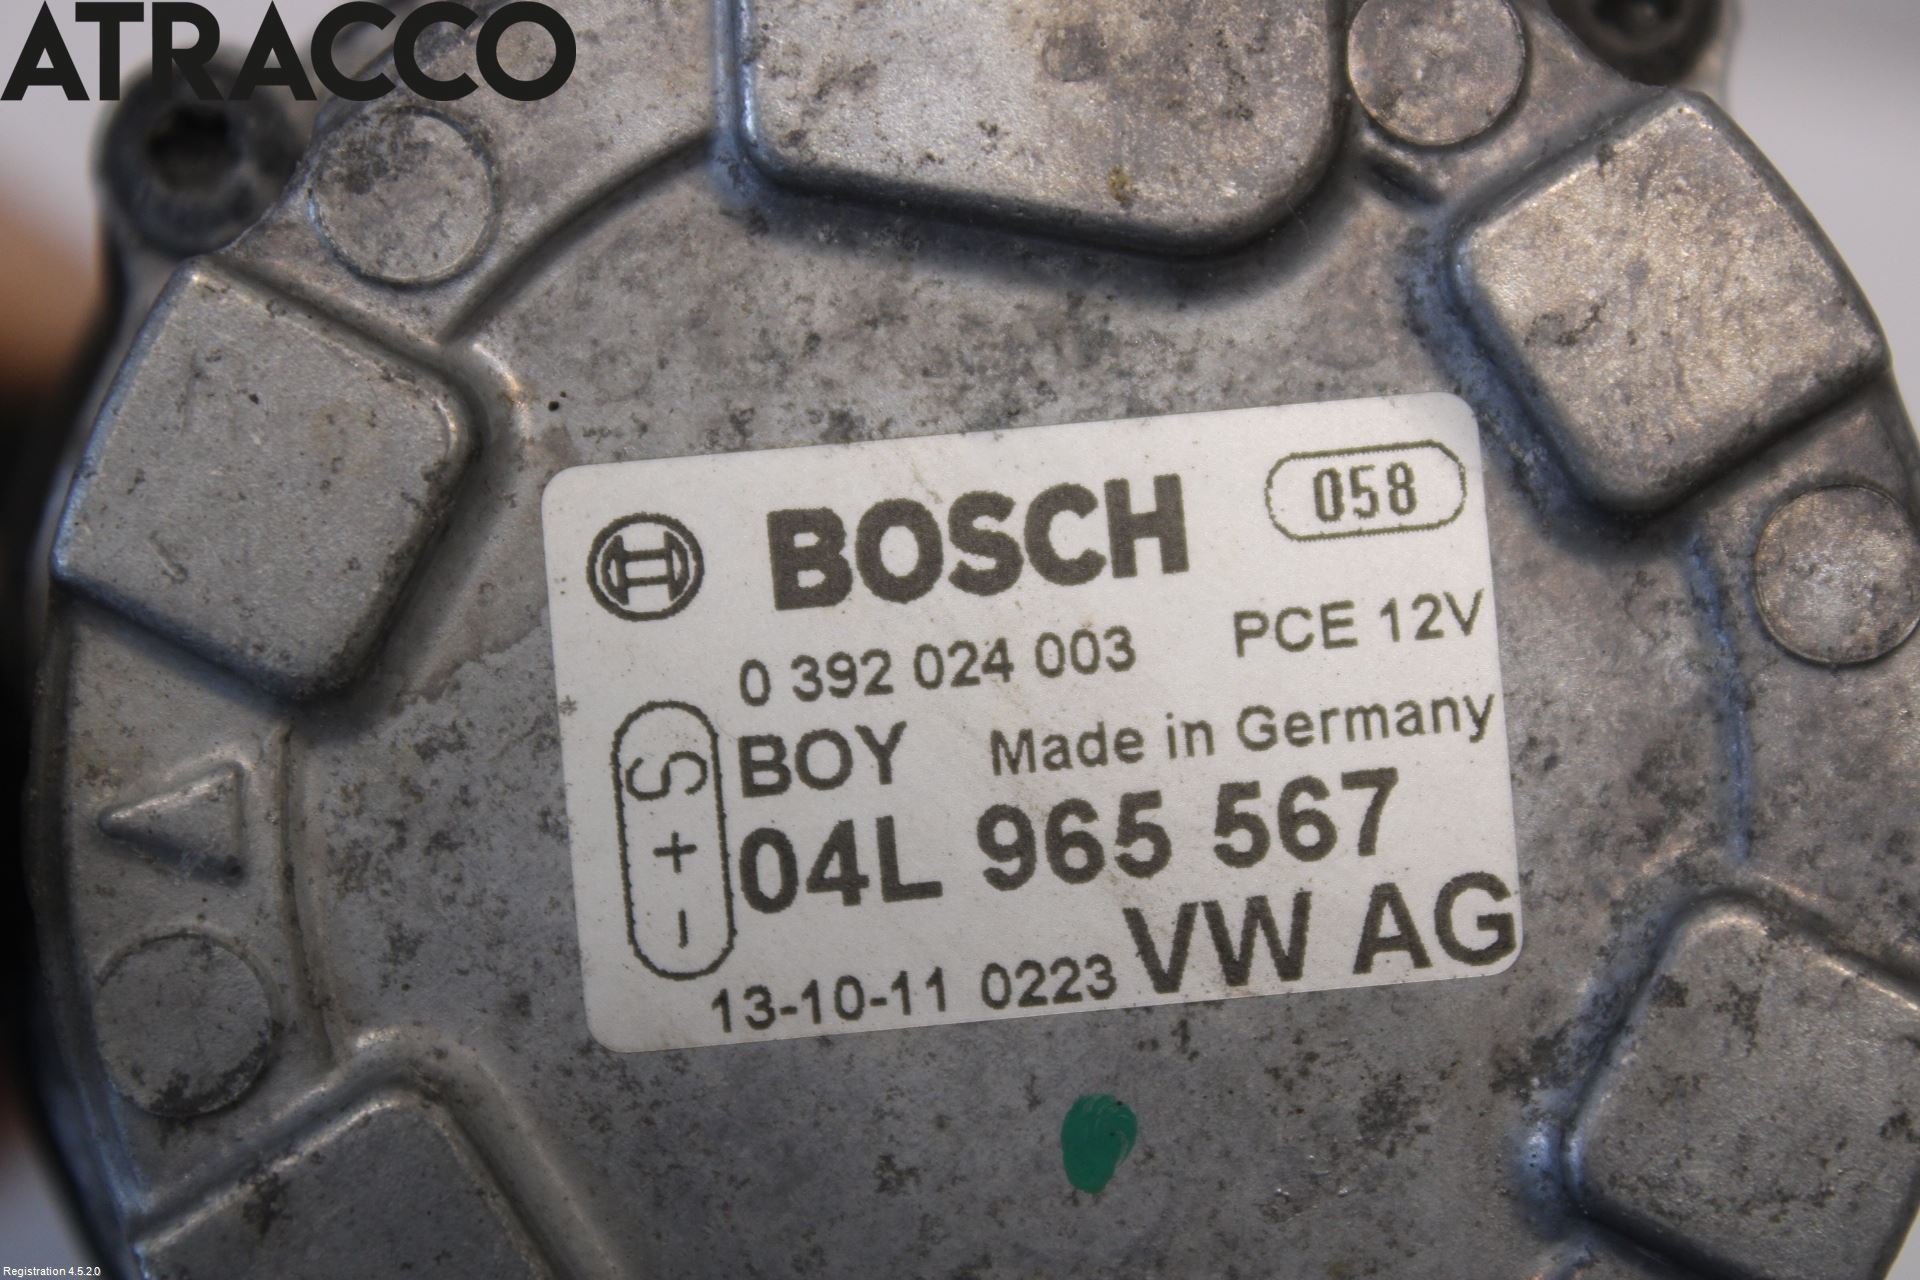 ATRACCO
BOSCH 058
0 392 024 003 PCE 12V
BOY Made in Germany
S + -
04L 965 567
VW AG
13-10-11 0223
Registration 4.5.2.0